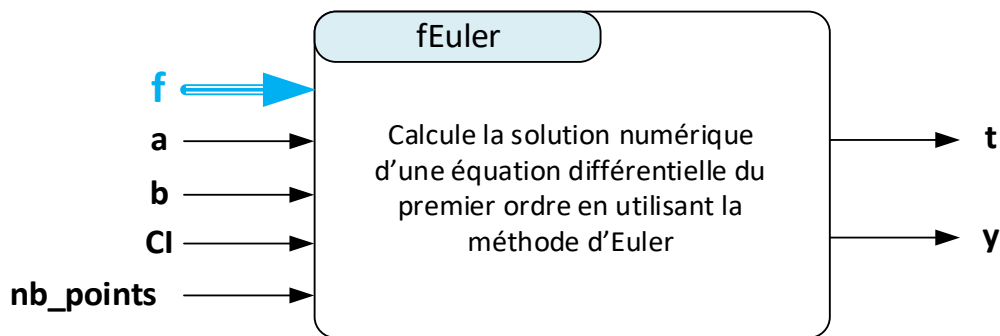 fEuler
f
a
b
CI
nb_points
Calcule la solution numérique
d’une équation différentielle du
premier ordre en utilisant la
méthode d’Euler
t
y